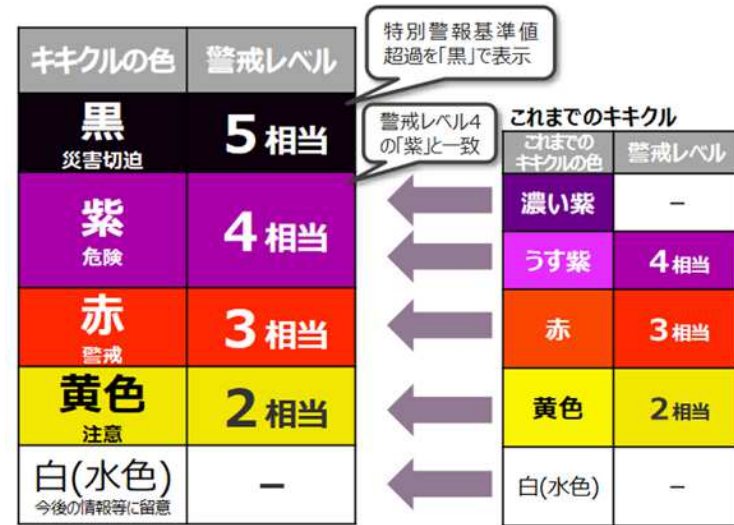 特別警報基準値
超過を「黒」で表示
キキクルの色 警戒レベル
黒
災害切迫
5相当
警戒レベル4
の「紫」と一致
紫
危険
4相当
赤
警戒
3相当
黄色
注意
2相当
白(水色)
今後の情報等に留意
–
これまでのキキクル
これまでの
キキクルの色
警戒レベル
濃い紫 –
うす紫 4相当
赤 3相当
黄色 2相当
白(水色) –